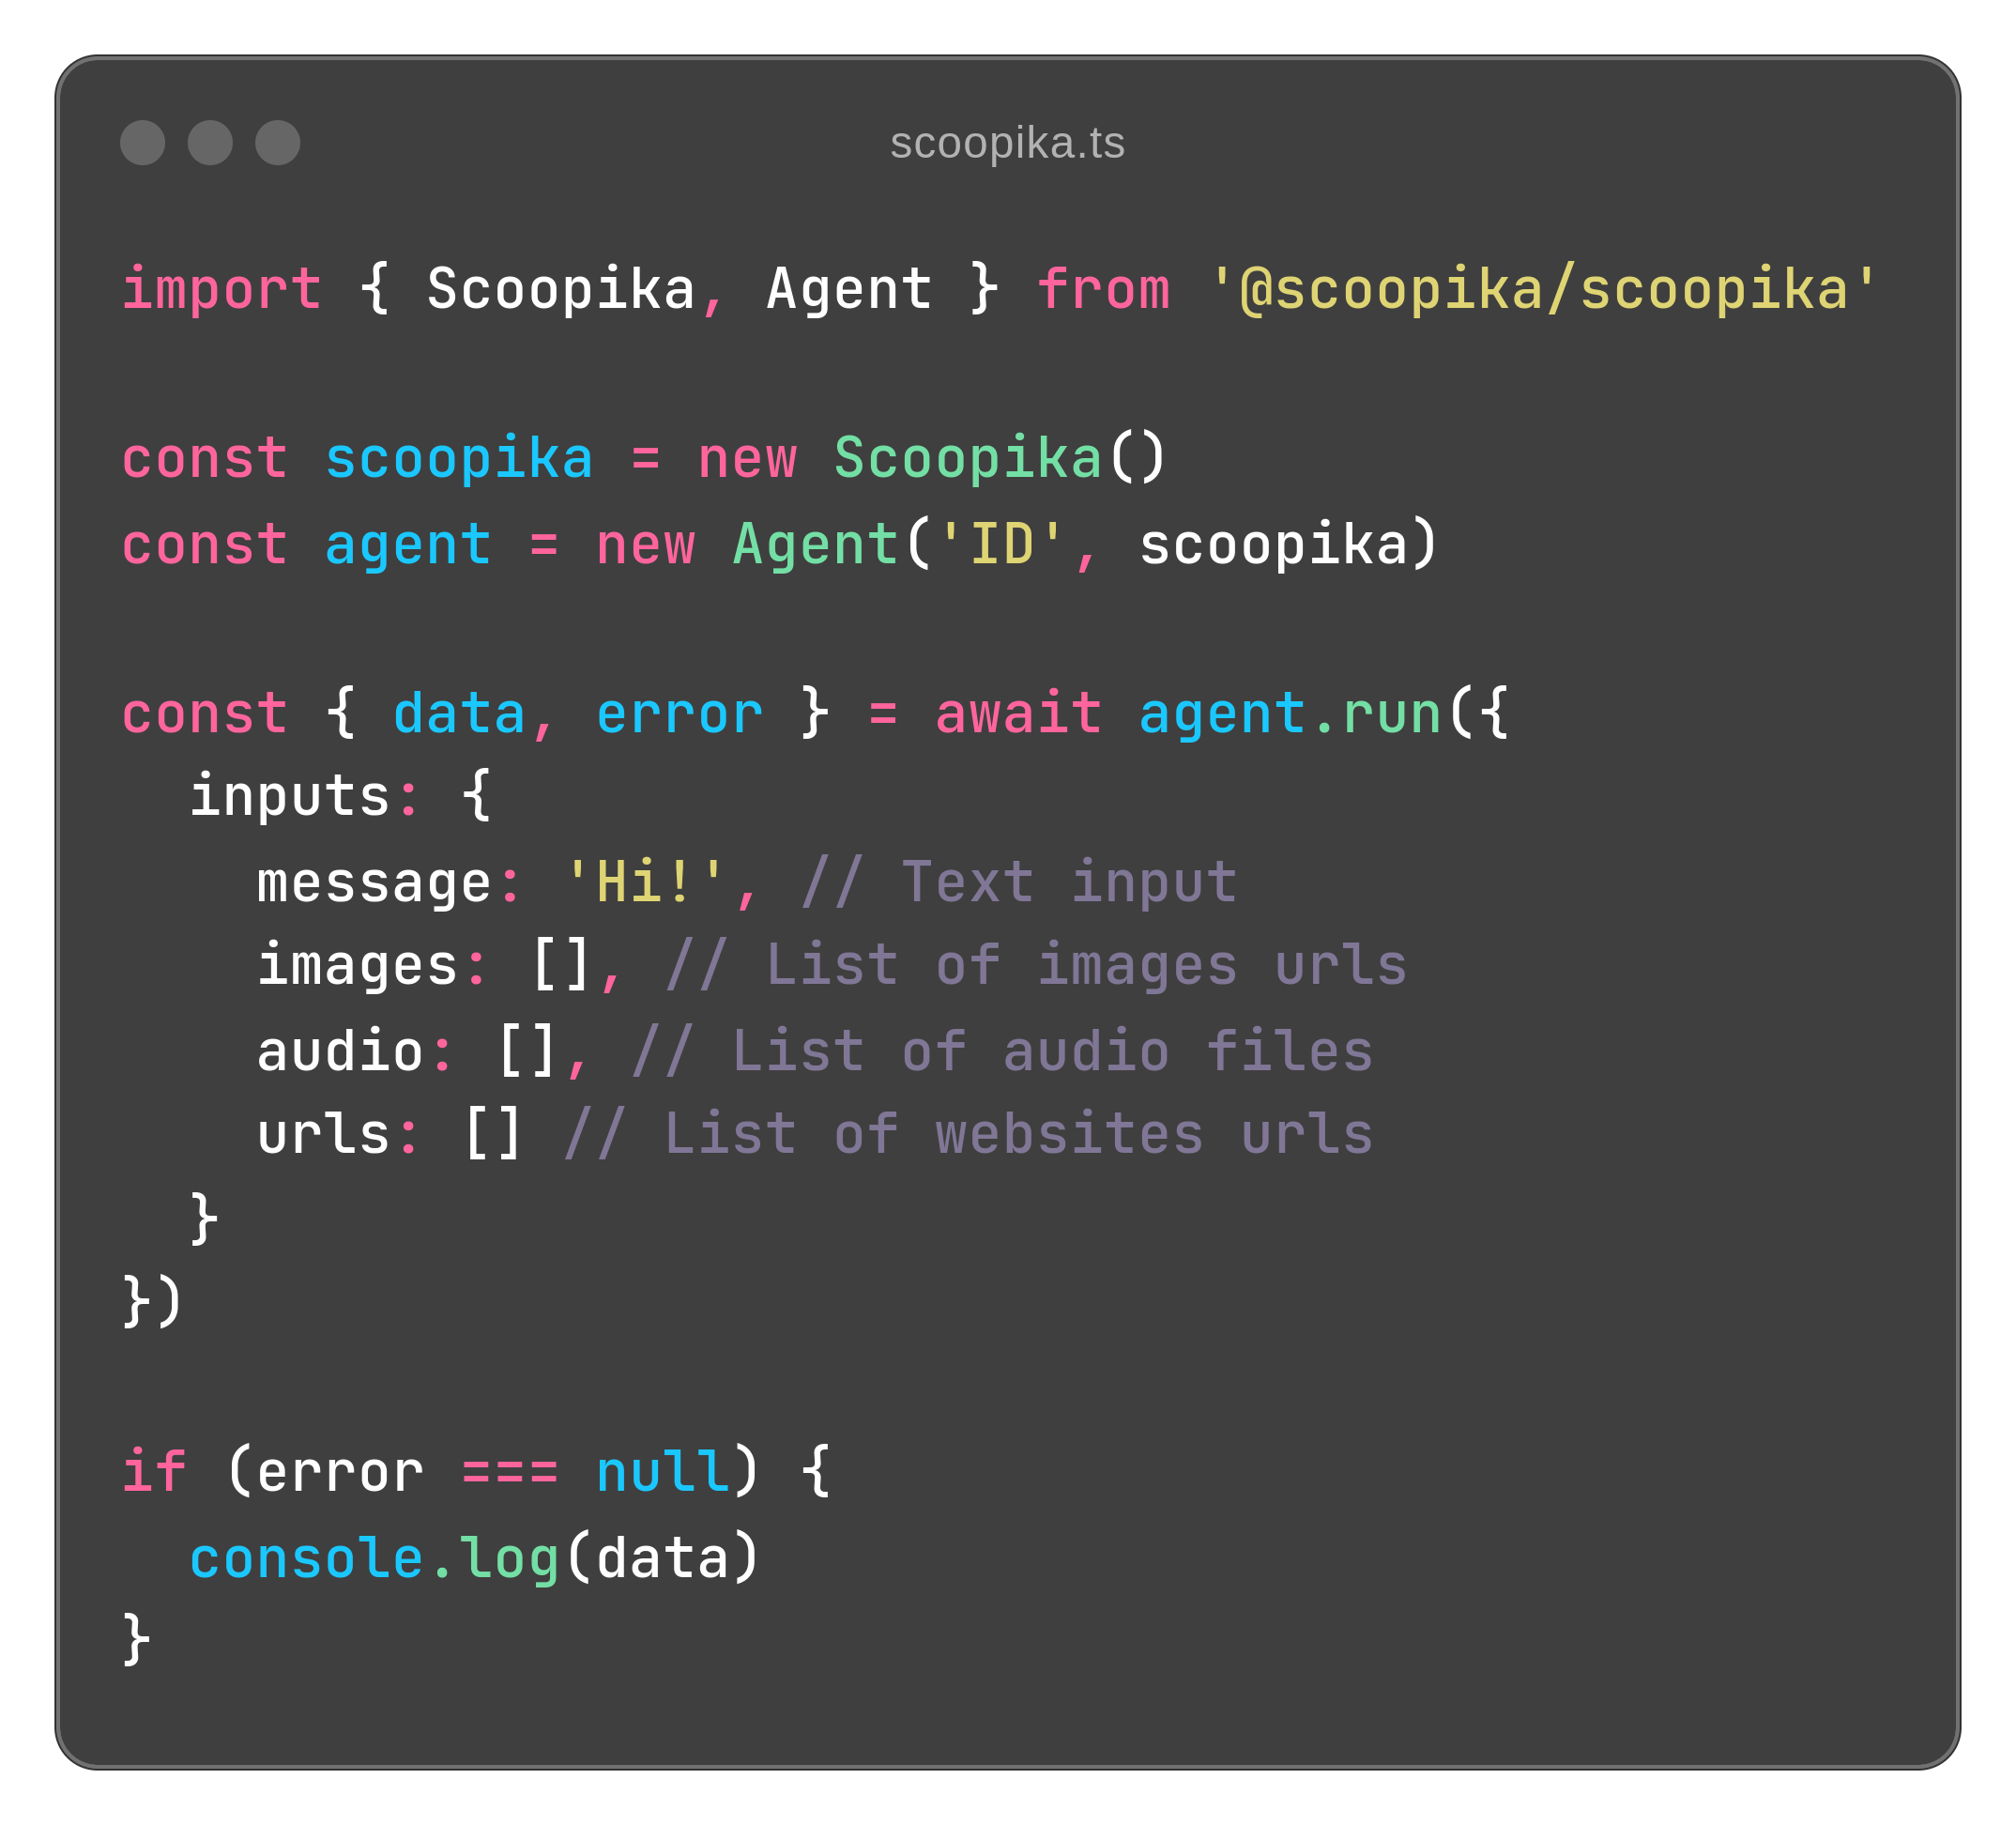 scoopika.ts
import { Scoopika, Agent } from '@scoopika/scoopika'
const scoopika = new Scoopika()
const agent = new Agent('ID', scoopika)
const { data, error } = await agent.run({
  inputs: {
    message: 'Hi!', // Text input
    images: [], // List of images urls
    audio: [], // List of audio files
    urls: [] // List of websites urls
  }
})
if (error === null) {
  console.log(data)
}